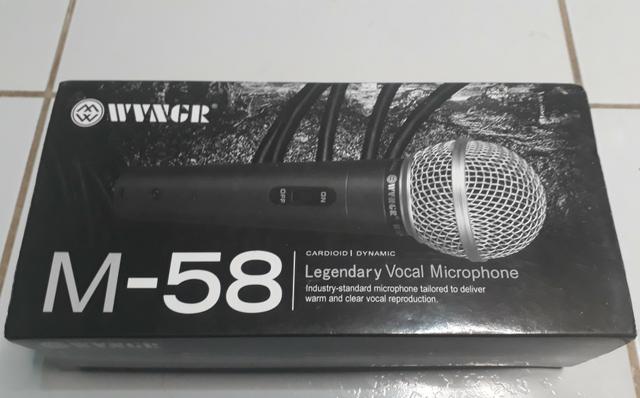 WVNGR®
OFF
ON
WVNGR
CARDIOID | DYNAMIC
M-58
Legendary Vocal Microphone
Industry-standard microphone tailored to deliver
warm and clear vocal reproduction.
WVNGR